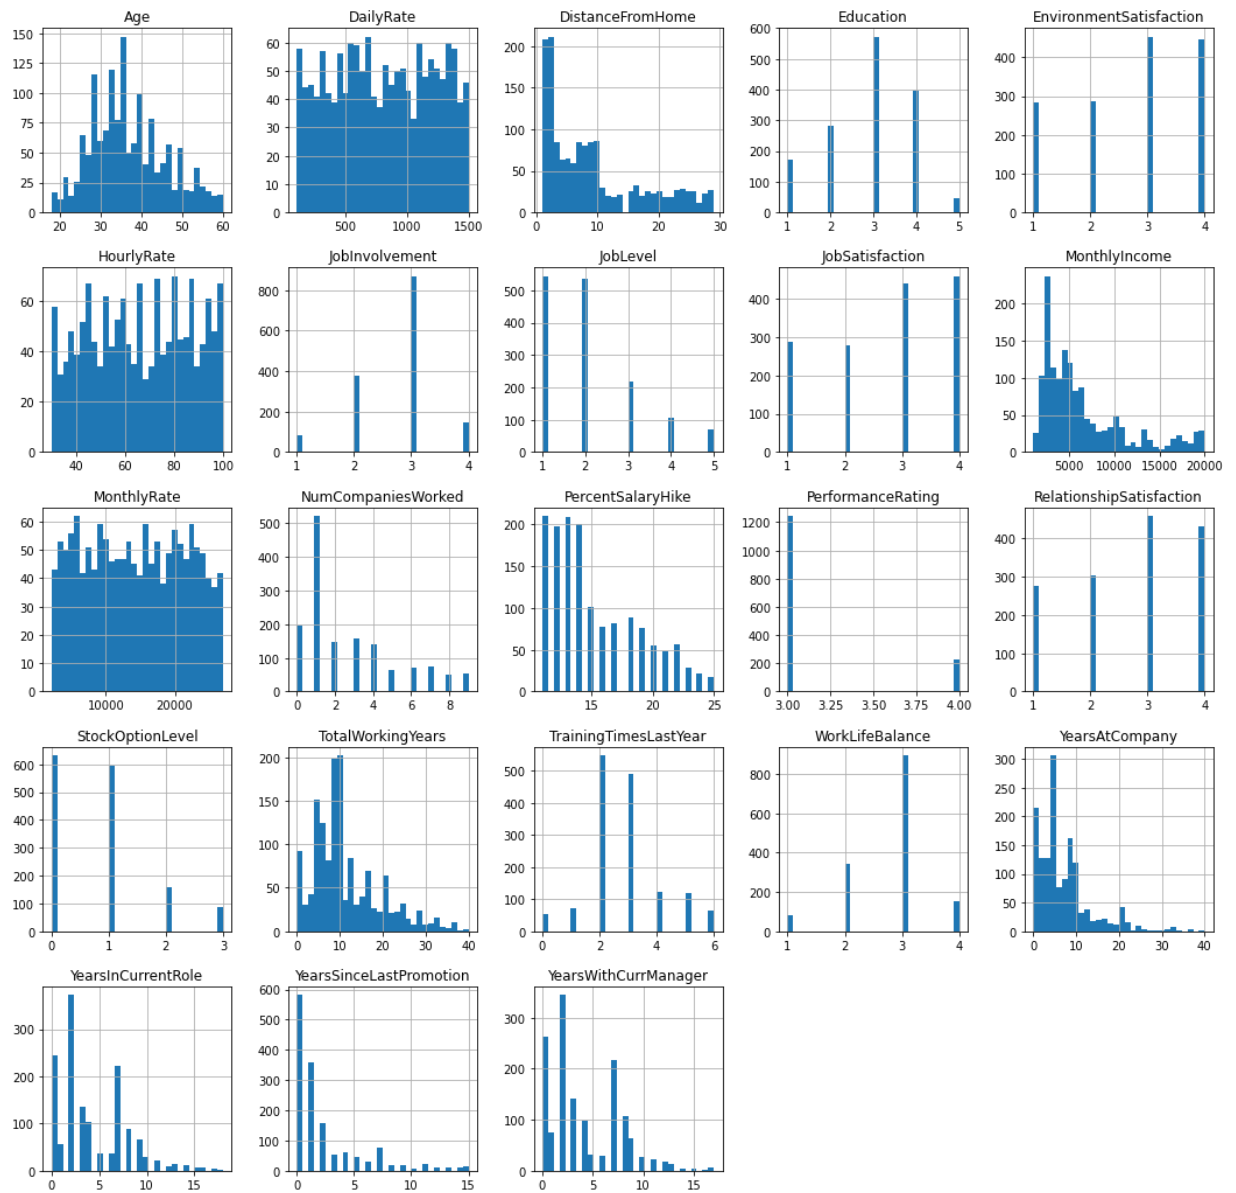 Age
150
125
100
75
50
25
0
20 30 40 50 60
DailyRate
60
50
40
30
20
10
0
500 1000 1500
DistanceFromHome
200
150
100
50
0
0 10 20 30
Education
600
500
400
300
200
100
0
1 2 3 4 5
EnvironmentSatisfaction
400
300
200
100
0
1 2 3 4
HourlyRate
60
40
20
0
40 60 80 100
JobInvolvement
800
600
400
200
0
1 2 3 4
JobLevel
500
400
300
200
100
0
1 2 3 4 5
JobSatisfaction
400
300
200
100
0
1 2 3 4
MonthlyIncome
200
150
100
50
0
5000 10000 15000 20000
MonthlyRate
60
50
40
30
20
10
0
10000 20000
NumCompaniesWorked
500
400
300
200
100
0
0 2 4 6 8
PercentSalaryHike
200
150
100
50
0
15 20 25
PerformanceRating
1200
1000
800
600
400
200
0
3.00 3.25 3.50 3.75 4.00
RelationshipSatisfaction
400
300
200
100
0
1 2 3 4
StockOptionLevel
600
500
400
300
200
100
0
0 1 2 3
TotalWorkingYears
200
150
100
50
0
0 10 20 30 40
TrainingTimesLastYear
500
400
300
200
100
0
0 2 4 6
WorkLifeBalance
800
600
400
200
0
1 2 3 4
YearsAtCompany
300
250
200
150
100
50
0
0 10 20 30 40
YearsInCurrentRole
300
200
100
0
0 5 10 15
YearsSinceLastPromotion
600
500
400
300
200
100
0
0 5 10 15
YearsWithCurrManager
300
200
100
0
0 5 10 15